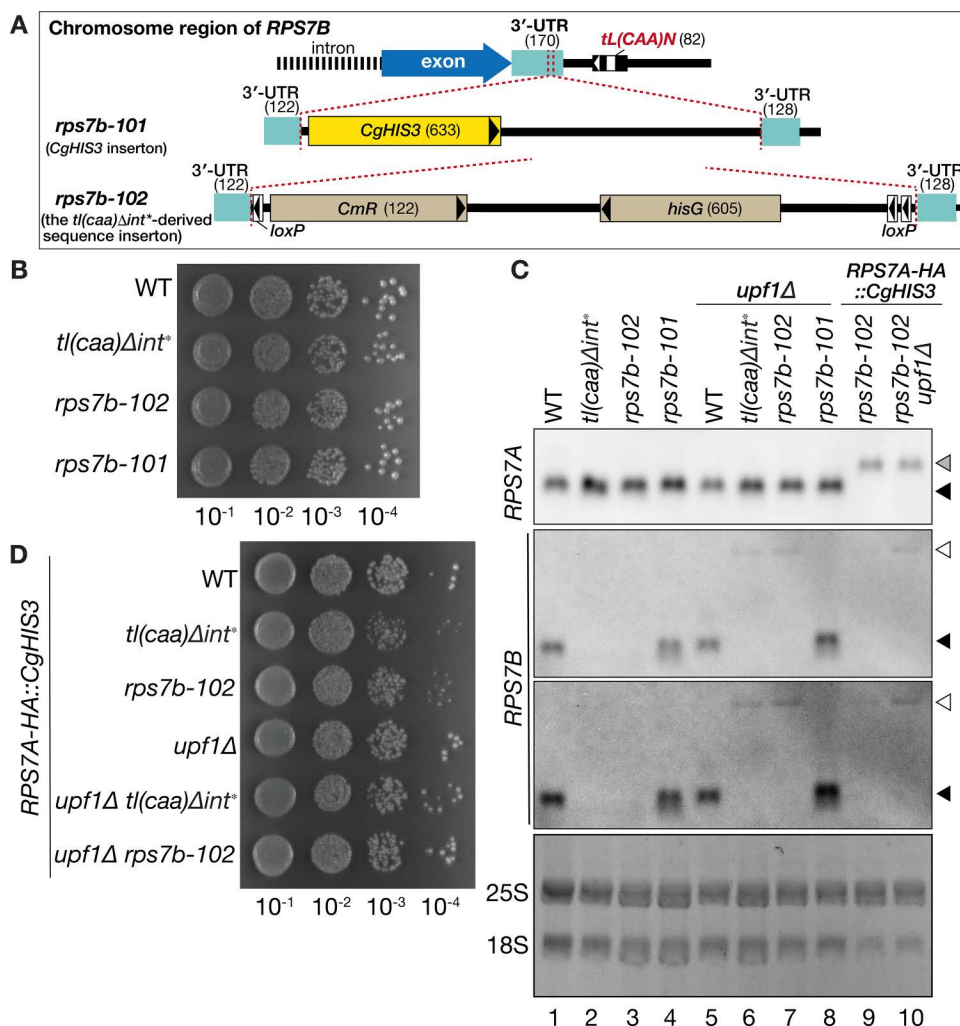 A
Chromosome region of RPS7B
3′-UTR
(170)
tL(CAA)N (82)
intron
exon
3′-UTR
(122)
3′-UTR
(128)
rps7b-101
(CgHIS3 inserton)
CgHIS3 (633)
3′-UTR
(122)
3′-UTR
(128)
rps7b-102
(the tl(caa)Δint*-derived
sequence inserton)
CmR (122)
hisG (605)
loxP
loxP
B
WT
tl(caa)Δint*
rps7b-102
rps7b-101
10-1
10-2
10-3
10-4
C
upf1Δ
RPS7A-HA
::CgHIS3
WT
tl(caa)Δint*
rps7b-102
rps7b-101
WT
tl(caa)Δint*
rps7b-102
rps7b-101
rps7b-102
rps7b-102
upf1Δ
RPS7A
RPS7B
25S
18S
1 2 3 4 5 6 7 8 9 10
D
RPS7A-HA::CgHIS3
WT
tl(caa)Δint*
rps7b-102
upf1Δ
upf1Δ tl(caa)Δint*
upf1Δ rps7b-102
10-1
10-2
10-3
10-4